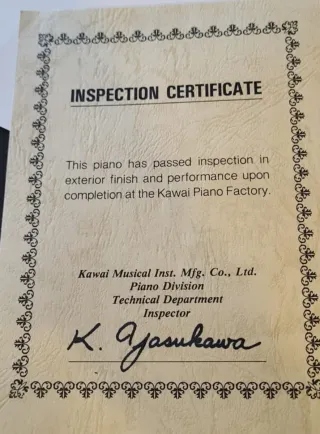 INSPECTION CERTIFICATE
This piano has passed inspection in
exterior finish and performance upon
completion at the Kawai Piano Factory.
Kawai Musical Inst. Mfg. Co., Ltd.
Piano Division
Technical Department
Inspector
K. Yasukawa